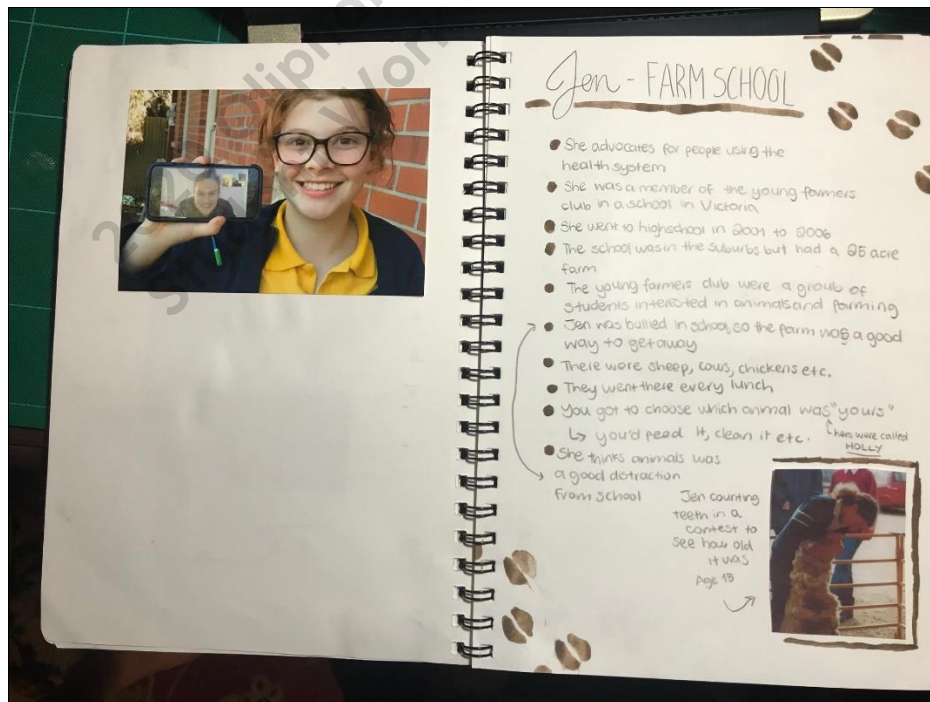 Jen - FARM SCHOOL
She advocates for people using the
health system
She was a member of the young farmers
club in a school in Victoria
She went to highschool in 2001 to 2006
The school was in the suburbs but had a 25 acre
farm
The young farmers club were a group of
students interested in animals and farming
Jen was bullied in school, so the farm was a good
way to get away
There were sheep, cows, chickens etc.
They went there every lunch
You got to choose which animal was "yours"
you'd feed it, clean it etc.
hers were called
HOLLY
She thinks animals was
a good distraction
from school
Jen counting
teeth in a
contest to
see how old
it was
Age 15